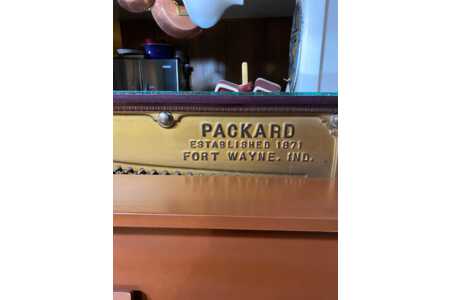 PACKARD
ESTABLISHED 1871
FORT WAYNE, IND.